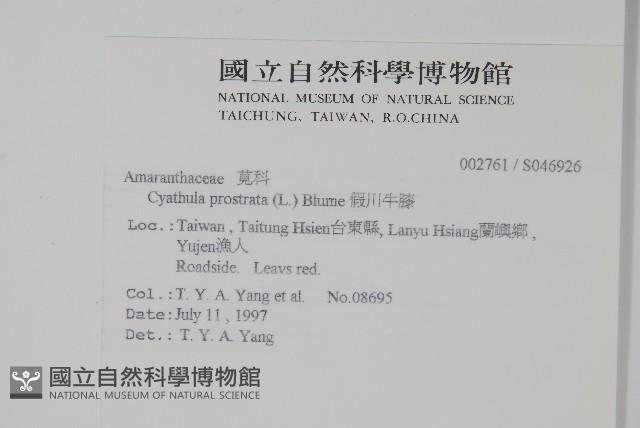 國立自然科學博物館
NATIONAL MUSEUM OF NATURAL SCIENCE
TAICHUNG, TAIWAN, R.O.CHINA
002761 / S046926
Amaranthaceae 莧科
Cyathula prostrata (L.) Blume 假川牛膝
Loc.: Taiwan , Taitung Hsien台東縣, Lanyu Hsiang蘭嶼鄉 ,
Yujen漁人
Roadside. Leavs red.
Col.: T. Y. A. Yang et al. No.08695
Date: July 11 , 1997
Det.: T. Y. A. Yang
國立自然科學博物館
NATIONAL MUSEUM OF NATURAL SCIENCE